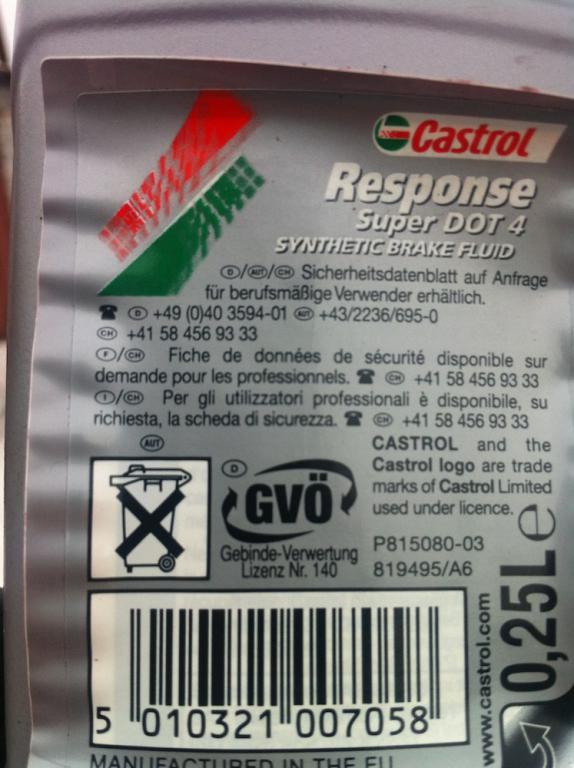 Castrol
Response
Super DOT 4
SYNTHETIC BRAKE FLUID
D/AUT/CH Sicherheitsdatenblatt auf Anfrage
für berufsmäßige Verwender erhältlich.
☎ D +49 (0)40 3594-01 AUT +43/2236/695-0
CH +41 58 456 93 33
F/CH Fiche de données de sécurité disponible sur
demande pour les professionnels. ☎ CH +41 58 456 93 33
I/CH Per gli utilizzatori professionali è disponibile, su
richiesta, la scheda di sicurezza. ☎ CH +41 58 456 93 33
AUT
CASTROL and the
Castrol logo are trade
marks of Castrol Limited
used under licence.
D
GVÖ
Gebinde-Verwertung
Lizenz Nr. 140
P815080-03
819495/A6
0,25L e
www.castrol.com
5 010321 007058
MANUFACTURED IN THE EU